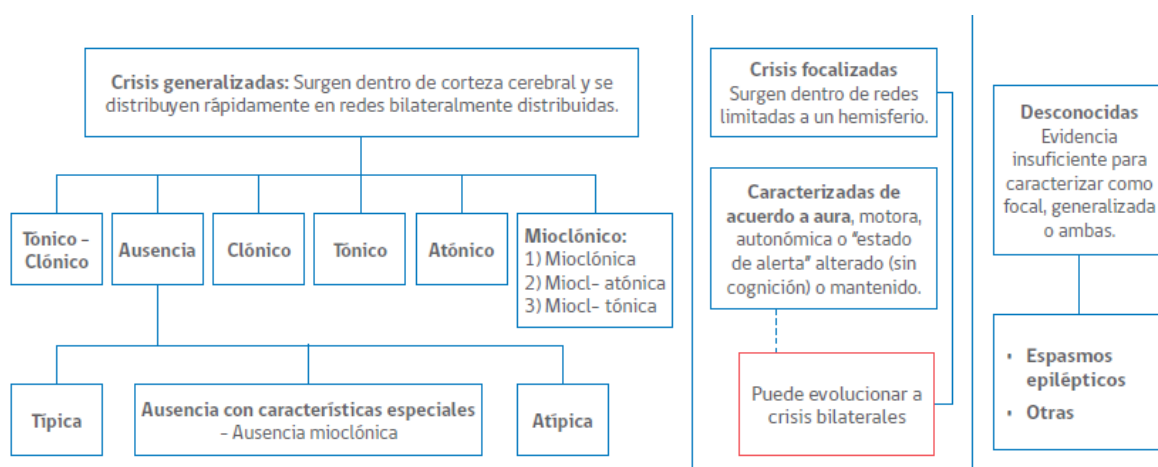 Crisis generalizadas: Surgen dentro de corteza cerebral y se
distribuyen rápidamente en redes bilateralmente distribuidas.
Tónico -
Clónico
Ausencia
Clónico
Tónico
Atónico
Mioclónico:
1) Mioclónica
2) Miocl- atónica
3) Miocl- tónica
Típica
Ausencia con características especiales
- Ausencia mioclónica
Atípica
Crisis focalizadas
Surgen dentro de redes
limitadas a un hemisferio.
Caracterizadas de
acuerdo a aura, motora,
autonómica o "estado
de alerta" alterado (sin
cognición) o mantenido.
Puede evolucionar a
crisis bilaterales
Desconocidas
Evidencia
insuficiente para
caracterizar como
focal, generalizada
o ambas.
• Espasmos
epilépticos
• Otras